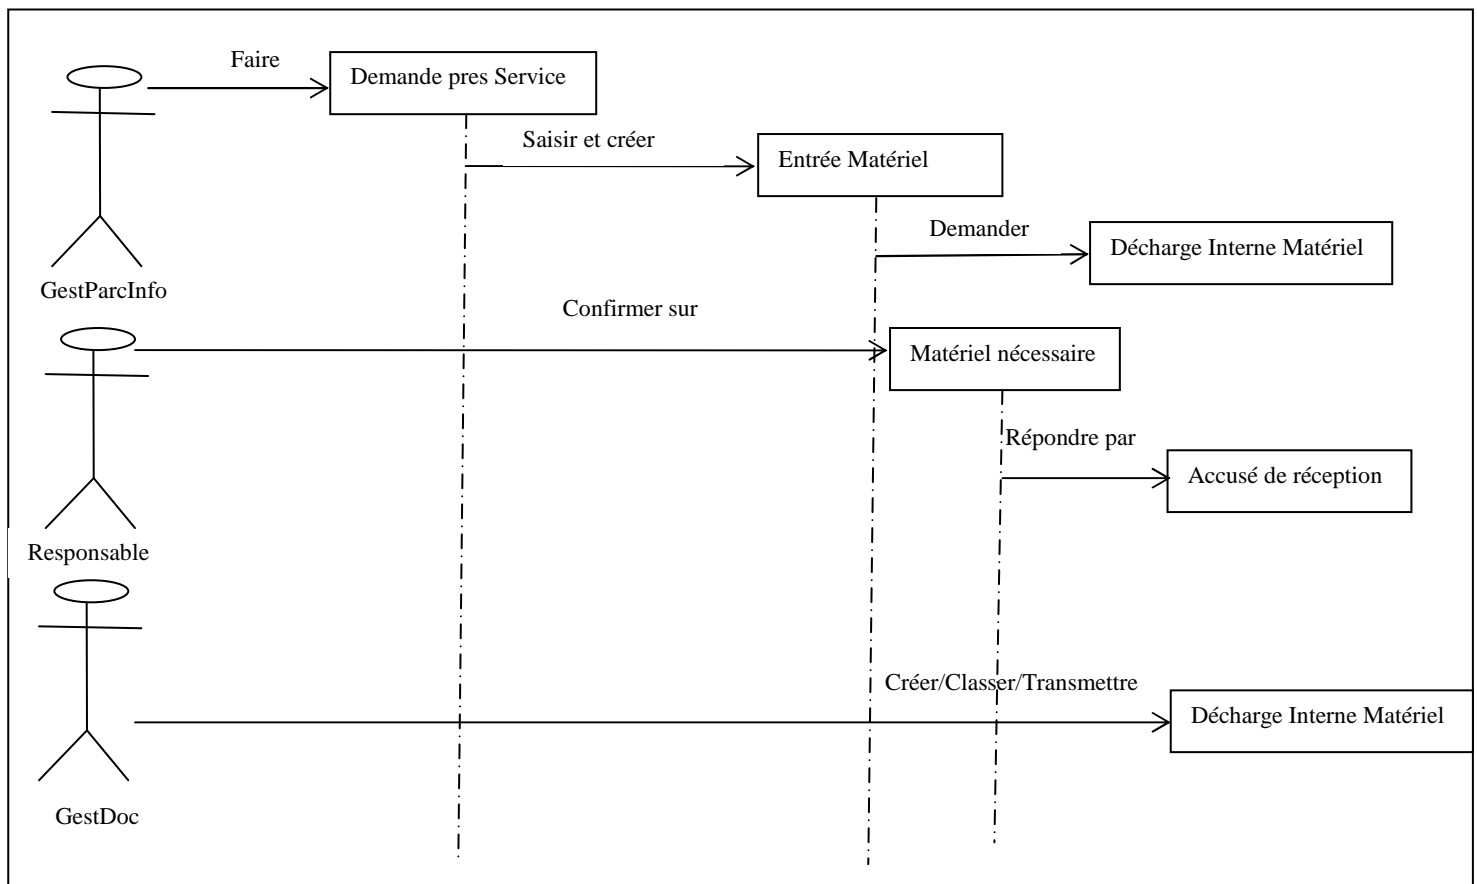 Faire
Demande pres Service
Saisir et créer
Entrée Matériel
Demander
Décharge Interne Matériel
GestParcInfo
Confirmer sur
Matériel nécessaire
Répondre par
Accusé de réception
Responsable
Créer/Classer/Transmettre
Décharge Interne Matériel
GestDoc